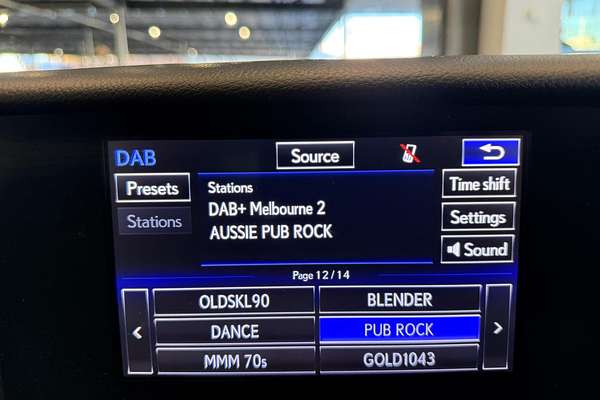 DAB
Source
Presets
Stations
Stations
DAB+ Melbourne 2
AUSSIE PUB ROCK
Time shift
Settings
Sound
Page 12 / 14
OLDSKL90
BLENDER
DANCE
PUB ROCK
MMM 70s
GOLD1043